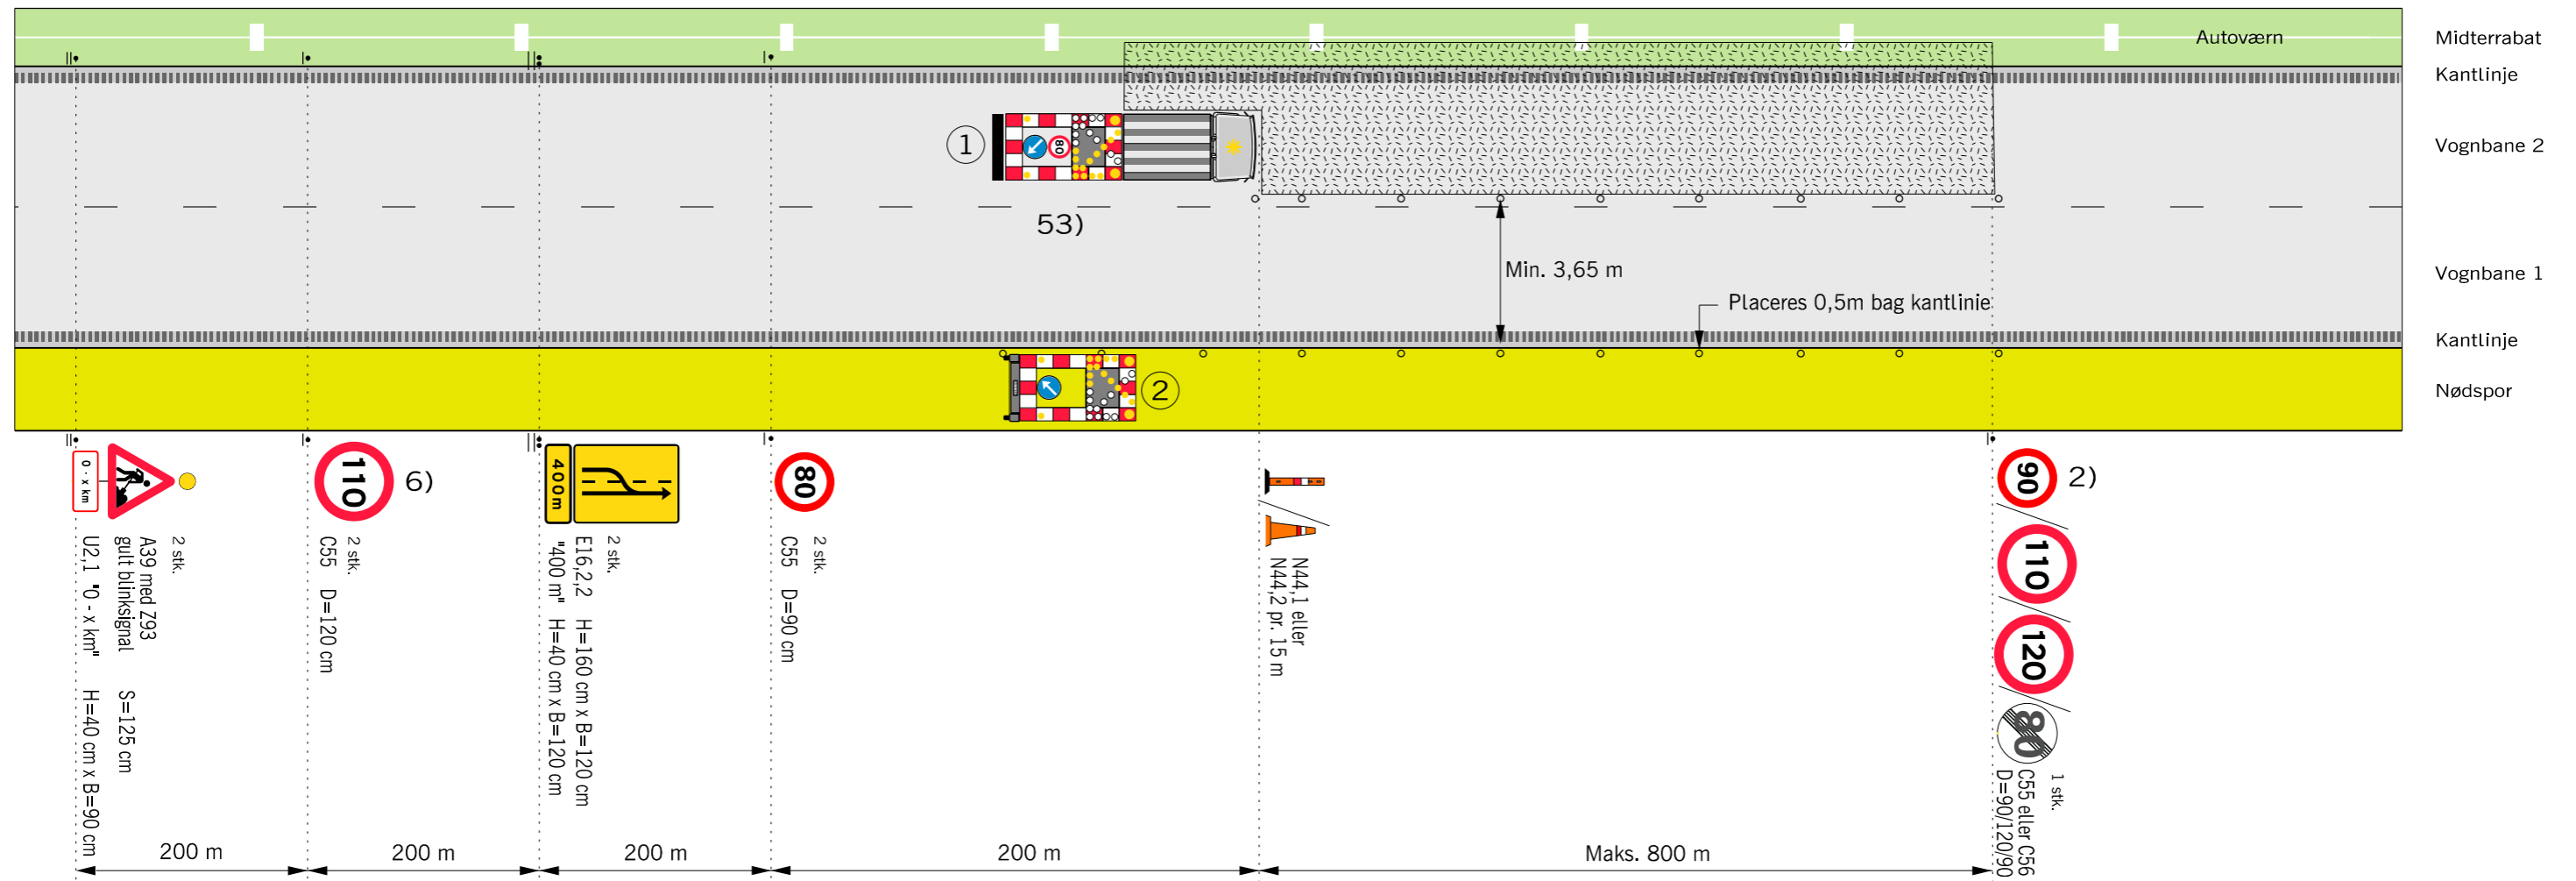 Autoværn
Midterrabat
Kantlinje
Vognbane 2
1
80
53)
Min. 3,65 m
Vognbane 1
Placeres 0,5m bag kantlinie
Kantlinje
2
Nødspor
0 - x km
2 stk.
A39 med Z93
gult blinksignal S=125 cm
U2,1 "0 - x km" H=40 cm x B=90 cm
110
6)
2 stk.
C55 D=120 cm
400m
2 stk.
E16,2,2 H=160 cm x B=120 cm
"400 m" H=40 cm x B=120 cm
80
2 stk.
C55 D=90 cm
N44,1 eller
N44,2 pr. 15 m
90
2)
110
120
80
1 stk.
C55 eller C56
D=90/120/90
200 m
200 m
200 m
200 m
Maks. 800 m